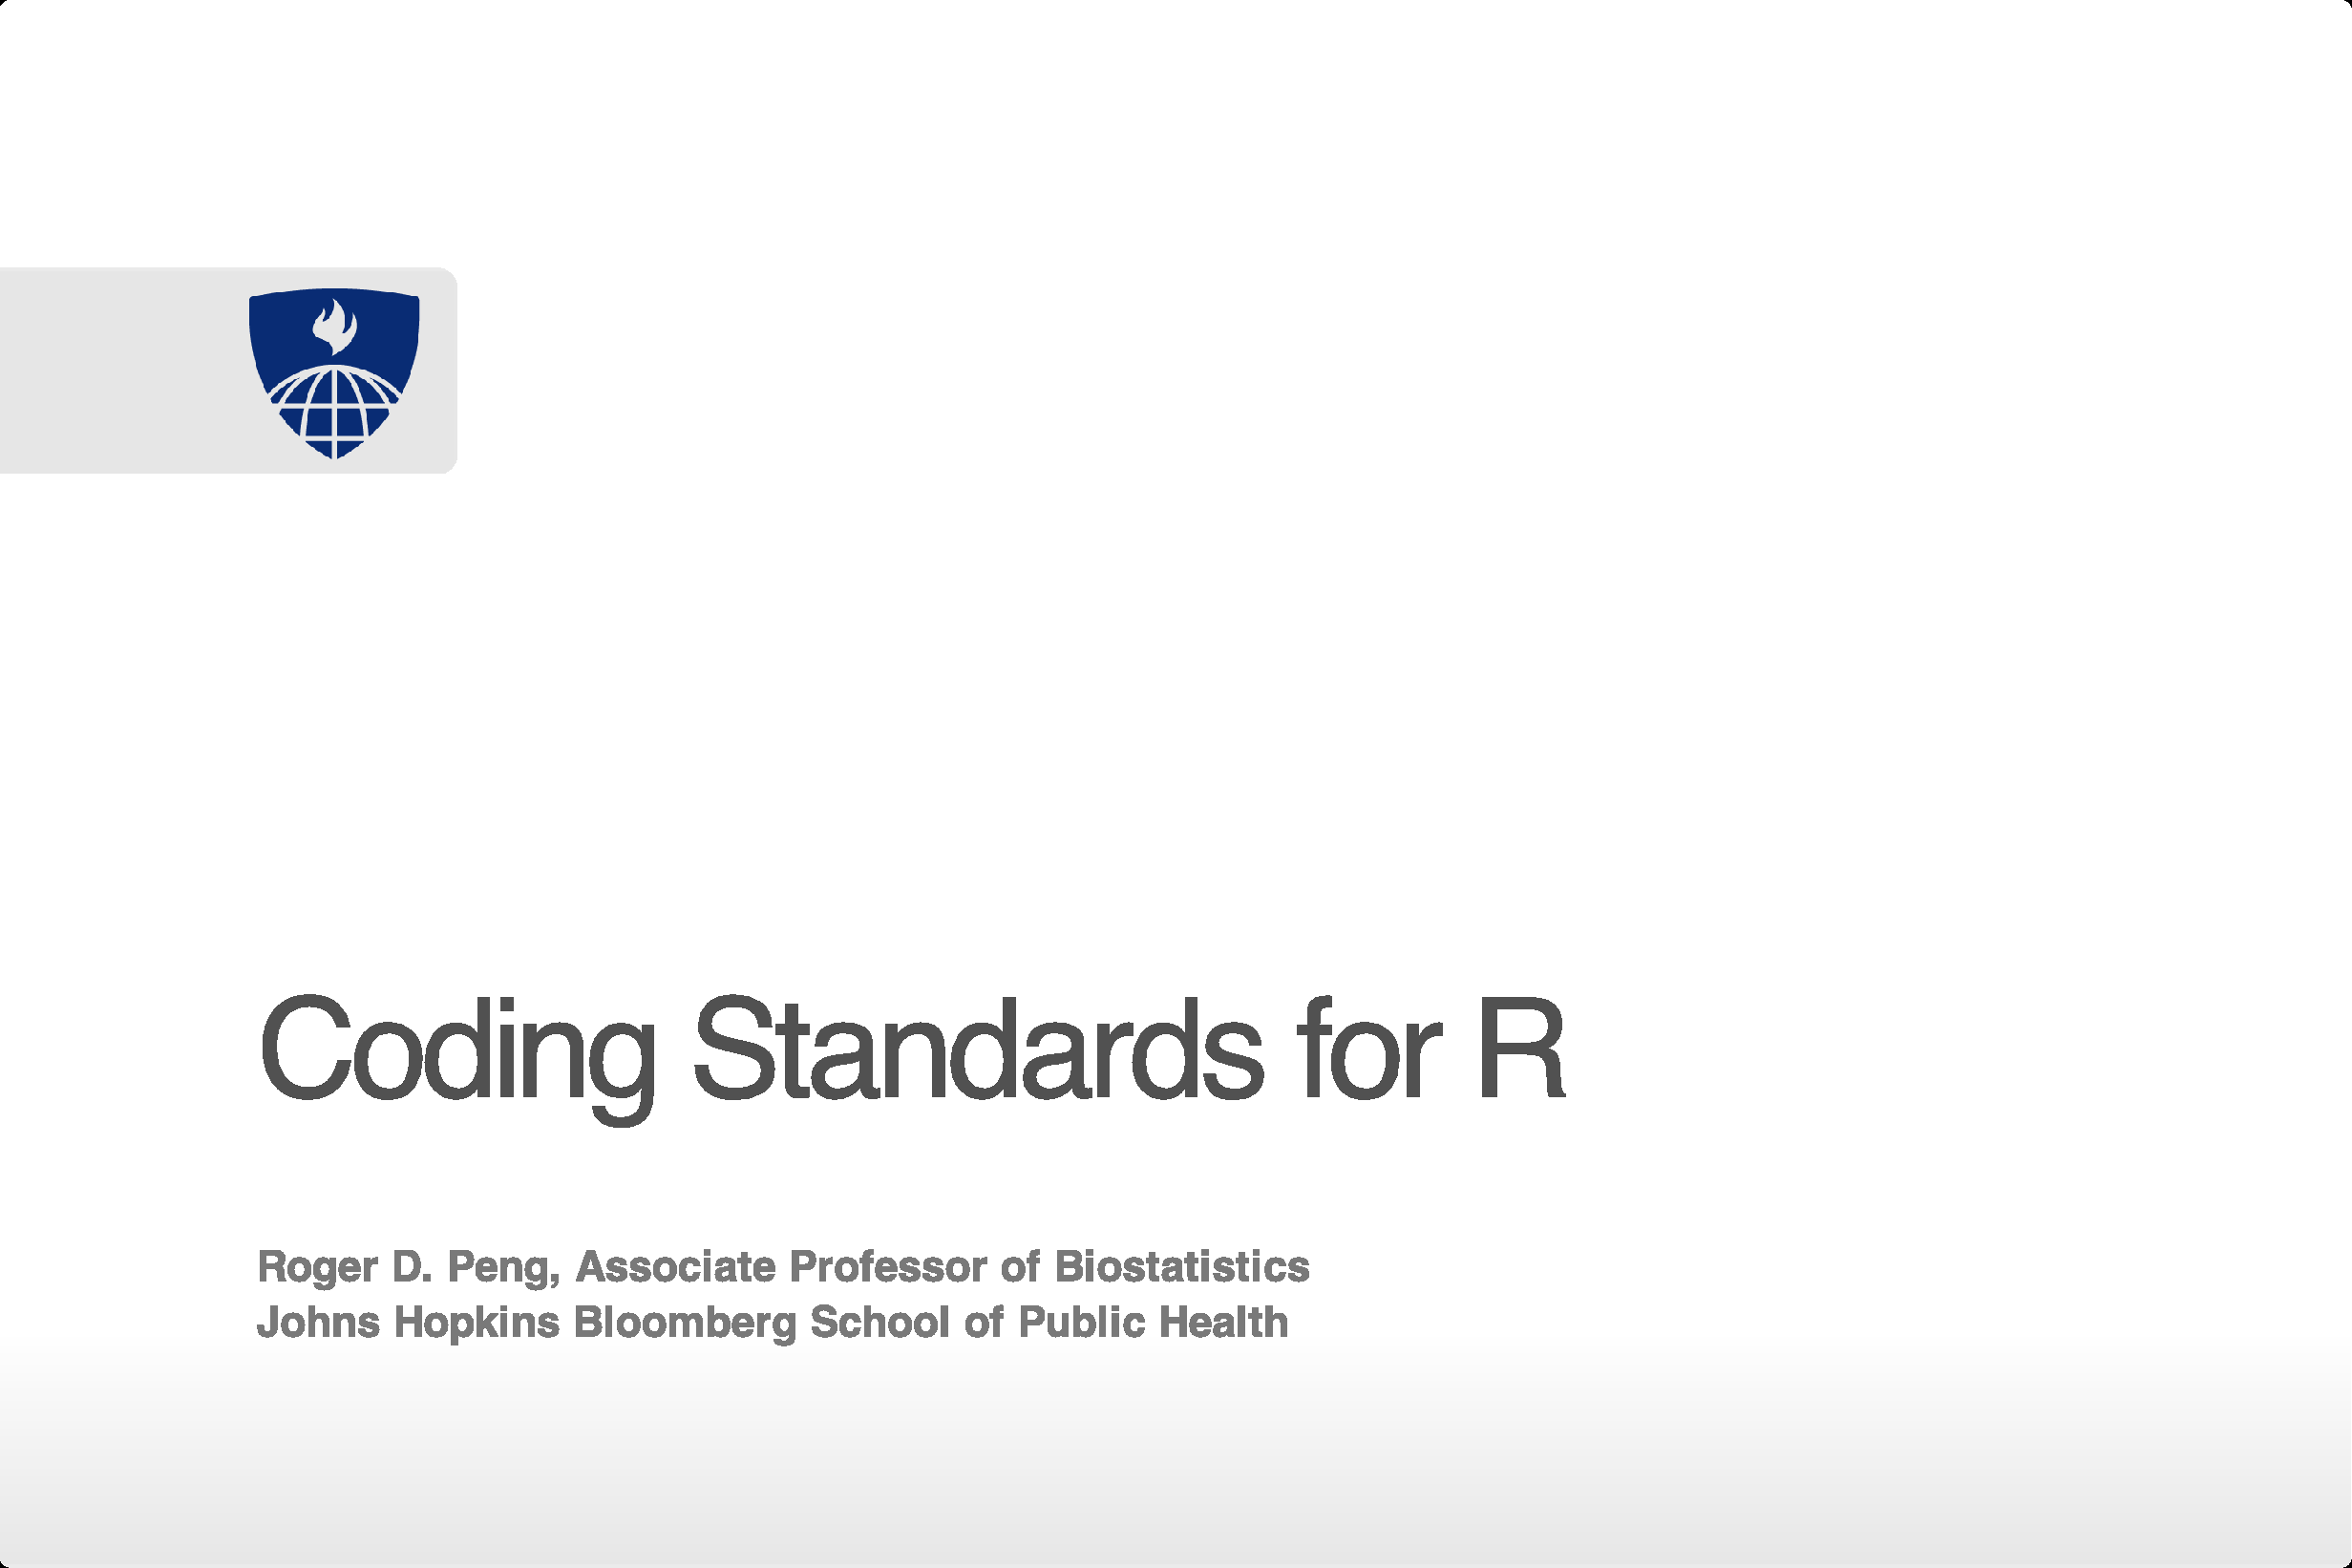 Coding Standards for R
Roger D. Peng, Associate Professor of Biostatistics
Johns Hopkins Bloomberg School of Public Health